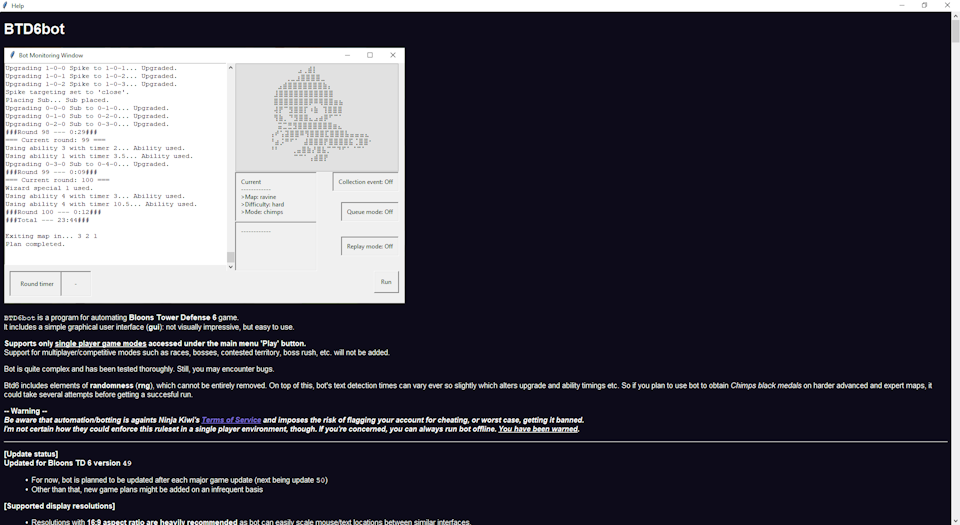 Help
BTD6bot
Bot Monitoring Window
Upgrading 1-0-0 Spike to 1-0-1... Upgraded.
Upgrading 1-0-1 Spike to 1-0-2... Upgraded.
Upgrading 1-0-2 Spike to 1-0-3... Upgraded.
Spike targeting set to 'close'.
Placing Sub... Sub placed.
Upgrading 0-0-0 Sub to 0-1-0... Upgraded.
Upgrading 0-1-0 Sub to 0-2-0... Upgraded.
Upgrading 0-2-0 Sub to 0-3-0... Upgraded.
###Round 98 --- 0:29###
=== Current round: 99 ===
Using ability 3 with timer 2... Ability used.
Using ability 1 with timer 3.5... Ability used.
Upgrading 0-3-0 Sub to 0-4-0... Upgraded.
###Round 99 --- 0:09###
=== Current round: 100 ===
Wizard special 1 used.
Using ability 4 with timer 3... Ability used.
Using ability 4 with timer 10.5... Ability used.
###Round 100 --- 0:12###
###Total --- 23:44###
Exiting map in... 3 2 1
Plan completed.
Current
-------------
>Map: ravine
>Difficulty: hard
>Mode: chimps
-------------
Collection event: Off
Queue mode: Off
Replay mode: Off
Round timer
-
Run
BTD6bot is a program for automating Bloons Tower Defense 6 game.
It includes a simple graphical user interface (gui): not visually impressive, but easy to use.
Supports only single player game modes accessed under the main menu 'Play' button.
Support for multiplayer/competitive modes such as races, bosses, contested territory, boss rush, etc. will not be added.
Bot is quite complex and has been tested thoroughly. Still, you may encounter bugs.
Btd6 includes elements of randomness (rng), which cannot be entirely removed. On top of this, bot's text detection times can vary ever so slightly which alters upgrade and ability timings etc. So if you plan to use bot to obtain Chimps black medals on harder advanced and expert maps, it
could take several attempts before getting a succesful run.
-- Warning --
Be aware that automation/botting is againts Ninja Kiwi's Terms of Service and imposes the risk of flagging your account for cheating, or worst case, getting it banned.
I'm not certain how they could enforce this ruleset in a single player environment, though. If you're concerned, you can always run bot offline. You have been warned.
[Update status]
Updated for Bloons TD 6 version 49
• For now, bot is planned to be updated after each major game update (next being update 50)
• Other than that, new game plans might be added on an infrequent basis
[Supported display resolutions]
• Resolutions with 16:9 aspect ratio are heavily recommended as bot can easily scale mouse/text locations between similar interfaces.